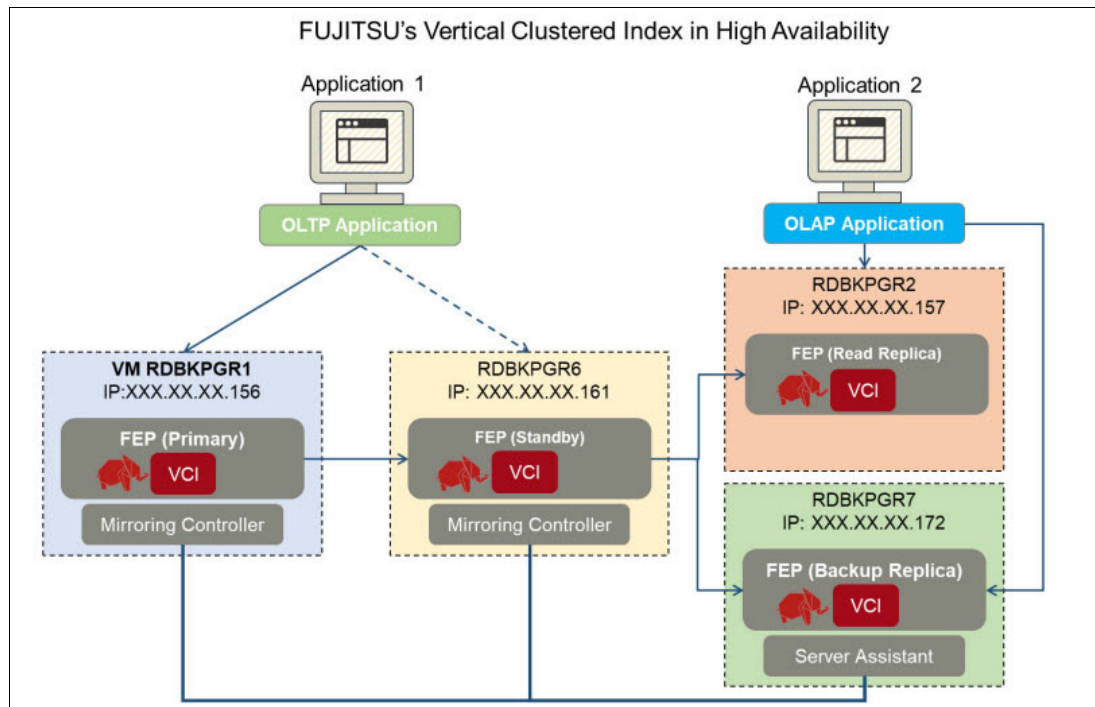 FUJITSU's Vertical Clustered Index in High Availability
Application 1
Application 2
OLTP Application
OLAP Application
RDBKPGR2
IP: XXX.XX.XX.157
FEP (Read Replica)
VCI
VM RDBKPGR1
IP:XXX.XX.XX.156
FEP (Primary)
VCI
Mirroring Controller
RDBKPGR6
IP: XXX.XX.XX.161
FEP (Standby)
VCI
Mirroring Controller
RDBKPGR7
IP: XXX.XX.XX.172
FEP (Backup Replica)
VCI
Server Assistant